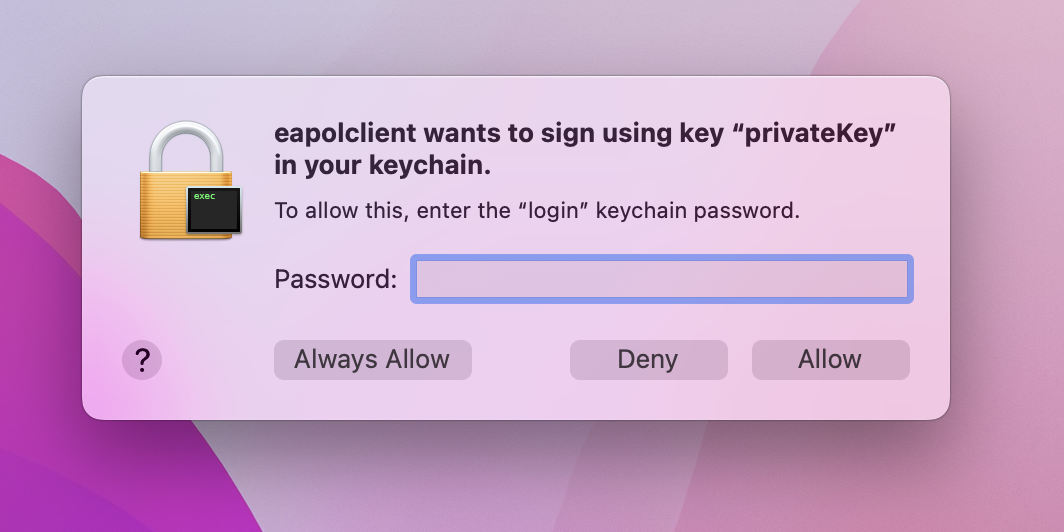 exec
eapolclient wants to sign using key “privateKey”
in your keychain.
To allow this, enter the “login” keychain password.
Password:
?
Always Allow
Deny
Allow